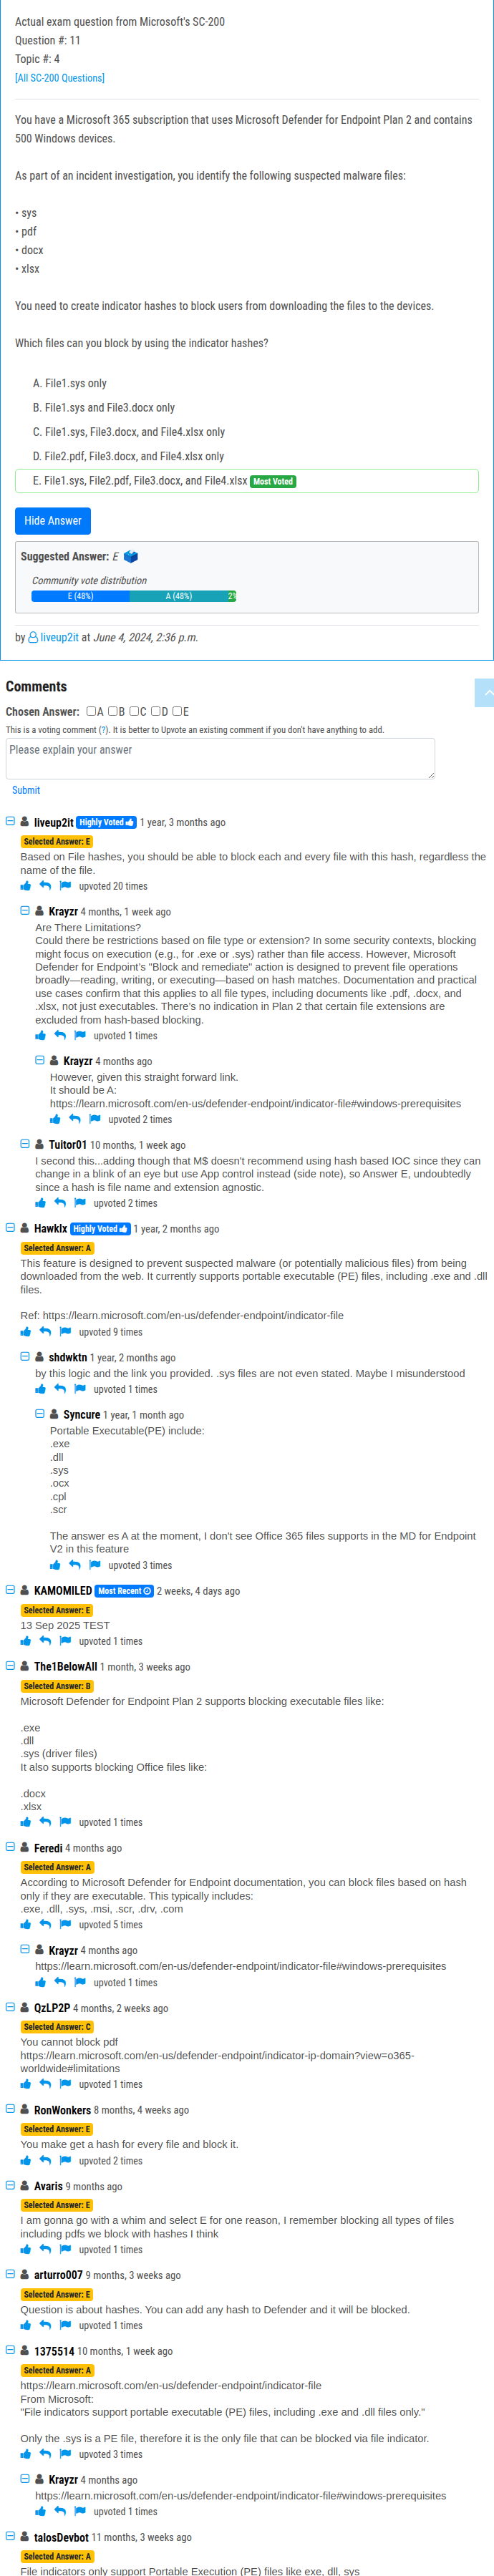 Actual exam question from Microsoft's SC-200
Question #: 11
Topic #: 4
[All SC-200 Questions]
You have a Microsoft 365 subscription that uses Microsoft Defender for Endpoint Plan 2 and contains
500 Windows devices.
As part of an incident investigation, you identify the following suspected malware files:
• sys
• pdf
• docx
• xlsx
You need to create indicator hashes to block users from downloading the files to the devices.
Which files can you block by using the indicator hashes?
A. File1.sys only
B. File1.sys and File3.docx only
C. File1.sys, File3.docx, and File4.xlsx only
D. File2.pdf, File3.docx, and File4.xlsx only
E. File1.sys, File2.pdf, File3.docx, and File4.xlsx Most Voted
Hide Answer
Suggested Answer: E
Community vote distribution
E (48%) A (48%) 2%
by liveup2it at June 4, 2024, 2:36 p.m.
Comments
Chosen Answer: A B C D E
This is a voting comment (?). It is better to Upvote an existing comment if you don't have anything to add.
Please explain your answer
Submit
liveup2it Highly Voted 1 year, 3 months ago
Selected Answer: E
Based on File hashes, you should be able to block each and every file with this hash, regardless the
name of the file.
upvoted 20 times
Krayzr 4 months, 1 week ago
Are There Limitations?
Could there be restrictions based on file type or extension? In some security contexts, blocking
might focus on execution (e.g., for .exe or .sys) rather than file access. However, Microsoft
Defender for Endpoint's "Block and remediate" action is designed to prevent file operations
broadly—reading, writing, or executing—based on hash matches. Documentation and practical
use cases confirm that this applies to all file types, including documents like .pdf, .docx, and
.xlsx, not just executables. There's no indication in Plan 2 that certain file extensions are
excluded from hash-based blocking.
upvoted 1 times
Krayzr 4 months ago
However, given this straight forward link.
It should be A:
https://learn.microsoft.com/en-us/defender-endpoint/indicator-file#windows-prerequisites
upvoted 2 times
Tuitor01 10 months, 1 week ago
I second this...adding though that M$ doesn't recommend using hash based IOC since they can
change in a blink of an eye but use App control instead (side note), so Answer E, undoubtedly
since a hash is file name and extension agnostic.
upvoted 2 times
Hawklx Highly Voted 1 year, 2 months ago
Selected Answer: A
This feature is designed to prevent suspected malware (or potentially malicious files) from being
downloaded from the web. It currently supports portable executable (PE) files, including .exe and .dll
files.
Ref: https://learn.microsoft.com/en-us/defender-endpoint/indicator-file
upvoted 9 times
shdwktn 1 year, 2 months ago
by this logic and the link you provided. .sys files are not even stated. Maybe I misunderstood
upvoted 1 times
Syncure 1 year, 1 month ago
Portable Executable(PE) include:
.exe
.dll
.sys
.ocx
.cpl
.scr
The answer es A at the moment, I don't see Office 365 files supports in the MD for Endpoint
V2 in this feature
upvoted 3 times
KAMOMILED Most Recent 2 weeks, 4 days ago
Selected Answer: E
13 Sep 2025 TEST
upvoted 1 times
The1BelowAll 1 month, 3 weeks ago
Selected Answer: B
Microsoft Defender for Endpoint Plan 2 supports blocking executable files like:
.exe
.dll
.sys (driver files)
It also supports blocking Office files like:
.docx
.xlsx
upvoted 1 times
Feredi 4 months ago
Selected Answer: A
According to Microsoft Defender for Endpoint documentation, you can block files based on hash
only if they are executable. This typically includes:
.exe, .dll, .sys, .msi, .scr, .drv, .com
upvoted 5 times
Krayzr 4 months ago
https://learn.microsoft.com/en-us/defender-endpoint/indicator-file#windows-prerequisites
upvoted 1 times
QzLP2P 4 months, 2 weeks ago
Selected Answer: C
You cannot block pdf
https://learn.microsoft.com/en-us/defender-endpoint/indicator-ip-domain?view=o365-
worldwide#limitations
upvoted 1 times
RonWonkers 8 months, 4 weeks ago
Selected Answer: E
You make get a hash for every file and block it.
upvoted 2 times
Avaris 9 months ago
Selected Answer: E
I am gonna go with a whim and select E for one reason, I remember blocking all types of files
including pdfs we block with hashes I think
upvoted 1 times
arturro007 9 months, 3 weeks ago
Selected Answer: E
Question is about hashes. You can add any hash to Defender and it will be blocked.
upvoted 1 times
1375514 10 months, 1 week ago
Selected Answer: A
https://learn.microsoft.com/en-us/defender-endpoint/indicator-file
From Microsoft:
"File indicators support portable executable (PE) files, including .exe and .dll files only."
Only the .sys is a PE file, therefore it is the only file that can be blocked via file indicator.
upvoted 3 times
Krayzr 4 months ago
https://learn.microsoft.com/en-us/defender-endpoint/indicator-file#windows-prerequisites
upvoted 1 times
talosDevbot 11 months, 3 weeks ago
Selected Answer: A
File indicators only support Portable Execution (PE) files like exe, dll, sys